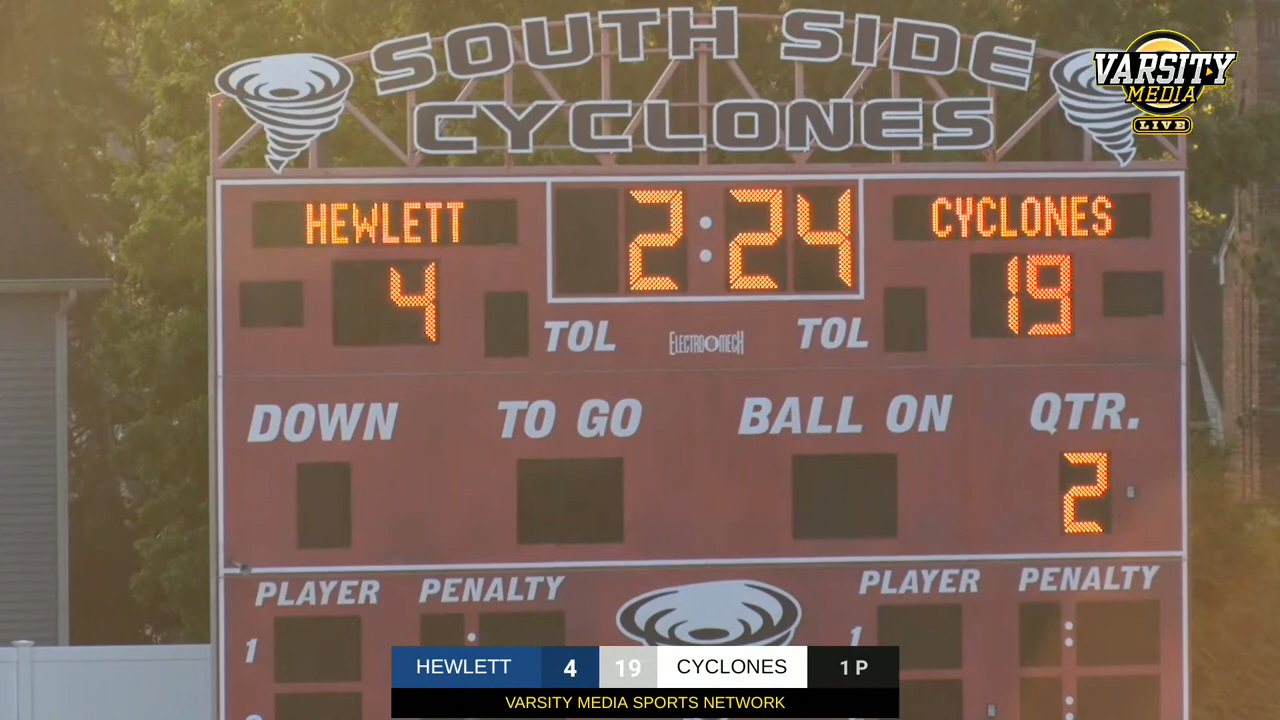 SOUTH SIDE
CYCLONES
VARSITY
MEDIA
LIVE
HEWLETT
2:24
CYCLONES
4
19
TOL
ELECTRO-MECH
TOL
DOWN
TO GO
BALL ON
QTR.
2
PLAYER
PENALTY
PLAYER
PENALTY
1
:
1
:
HEWLETT 4 19 CYCLONES 1 P
VARSITY MEDIA SPORTS NETWORK